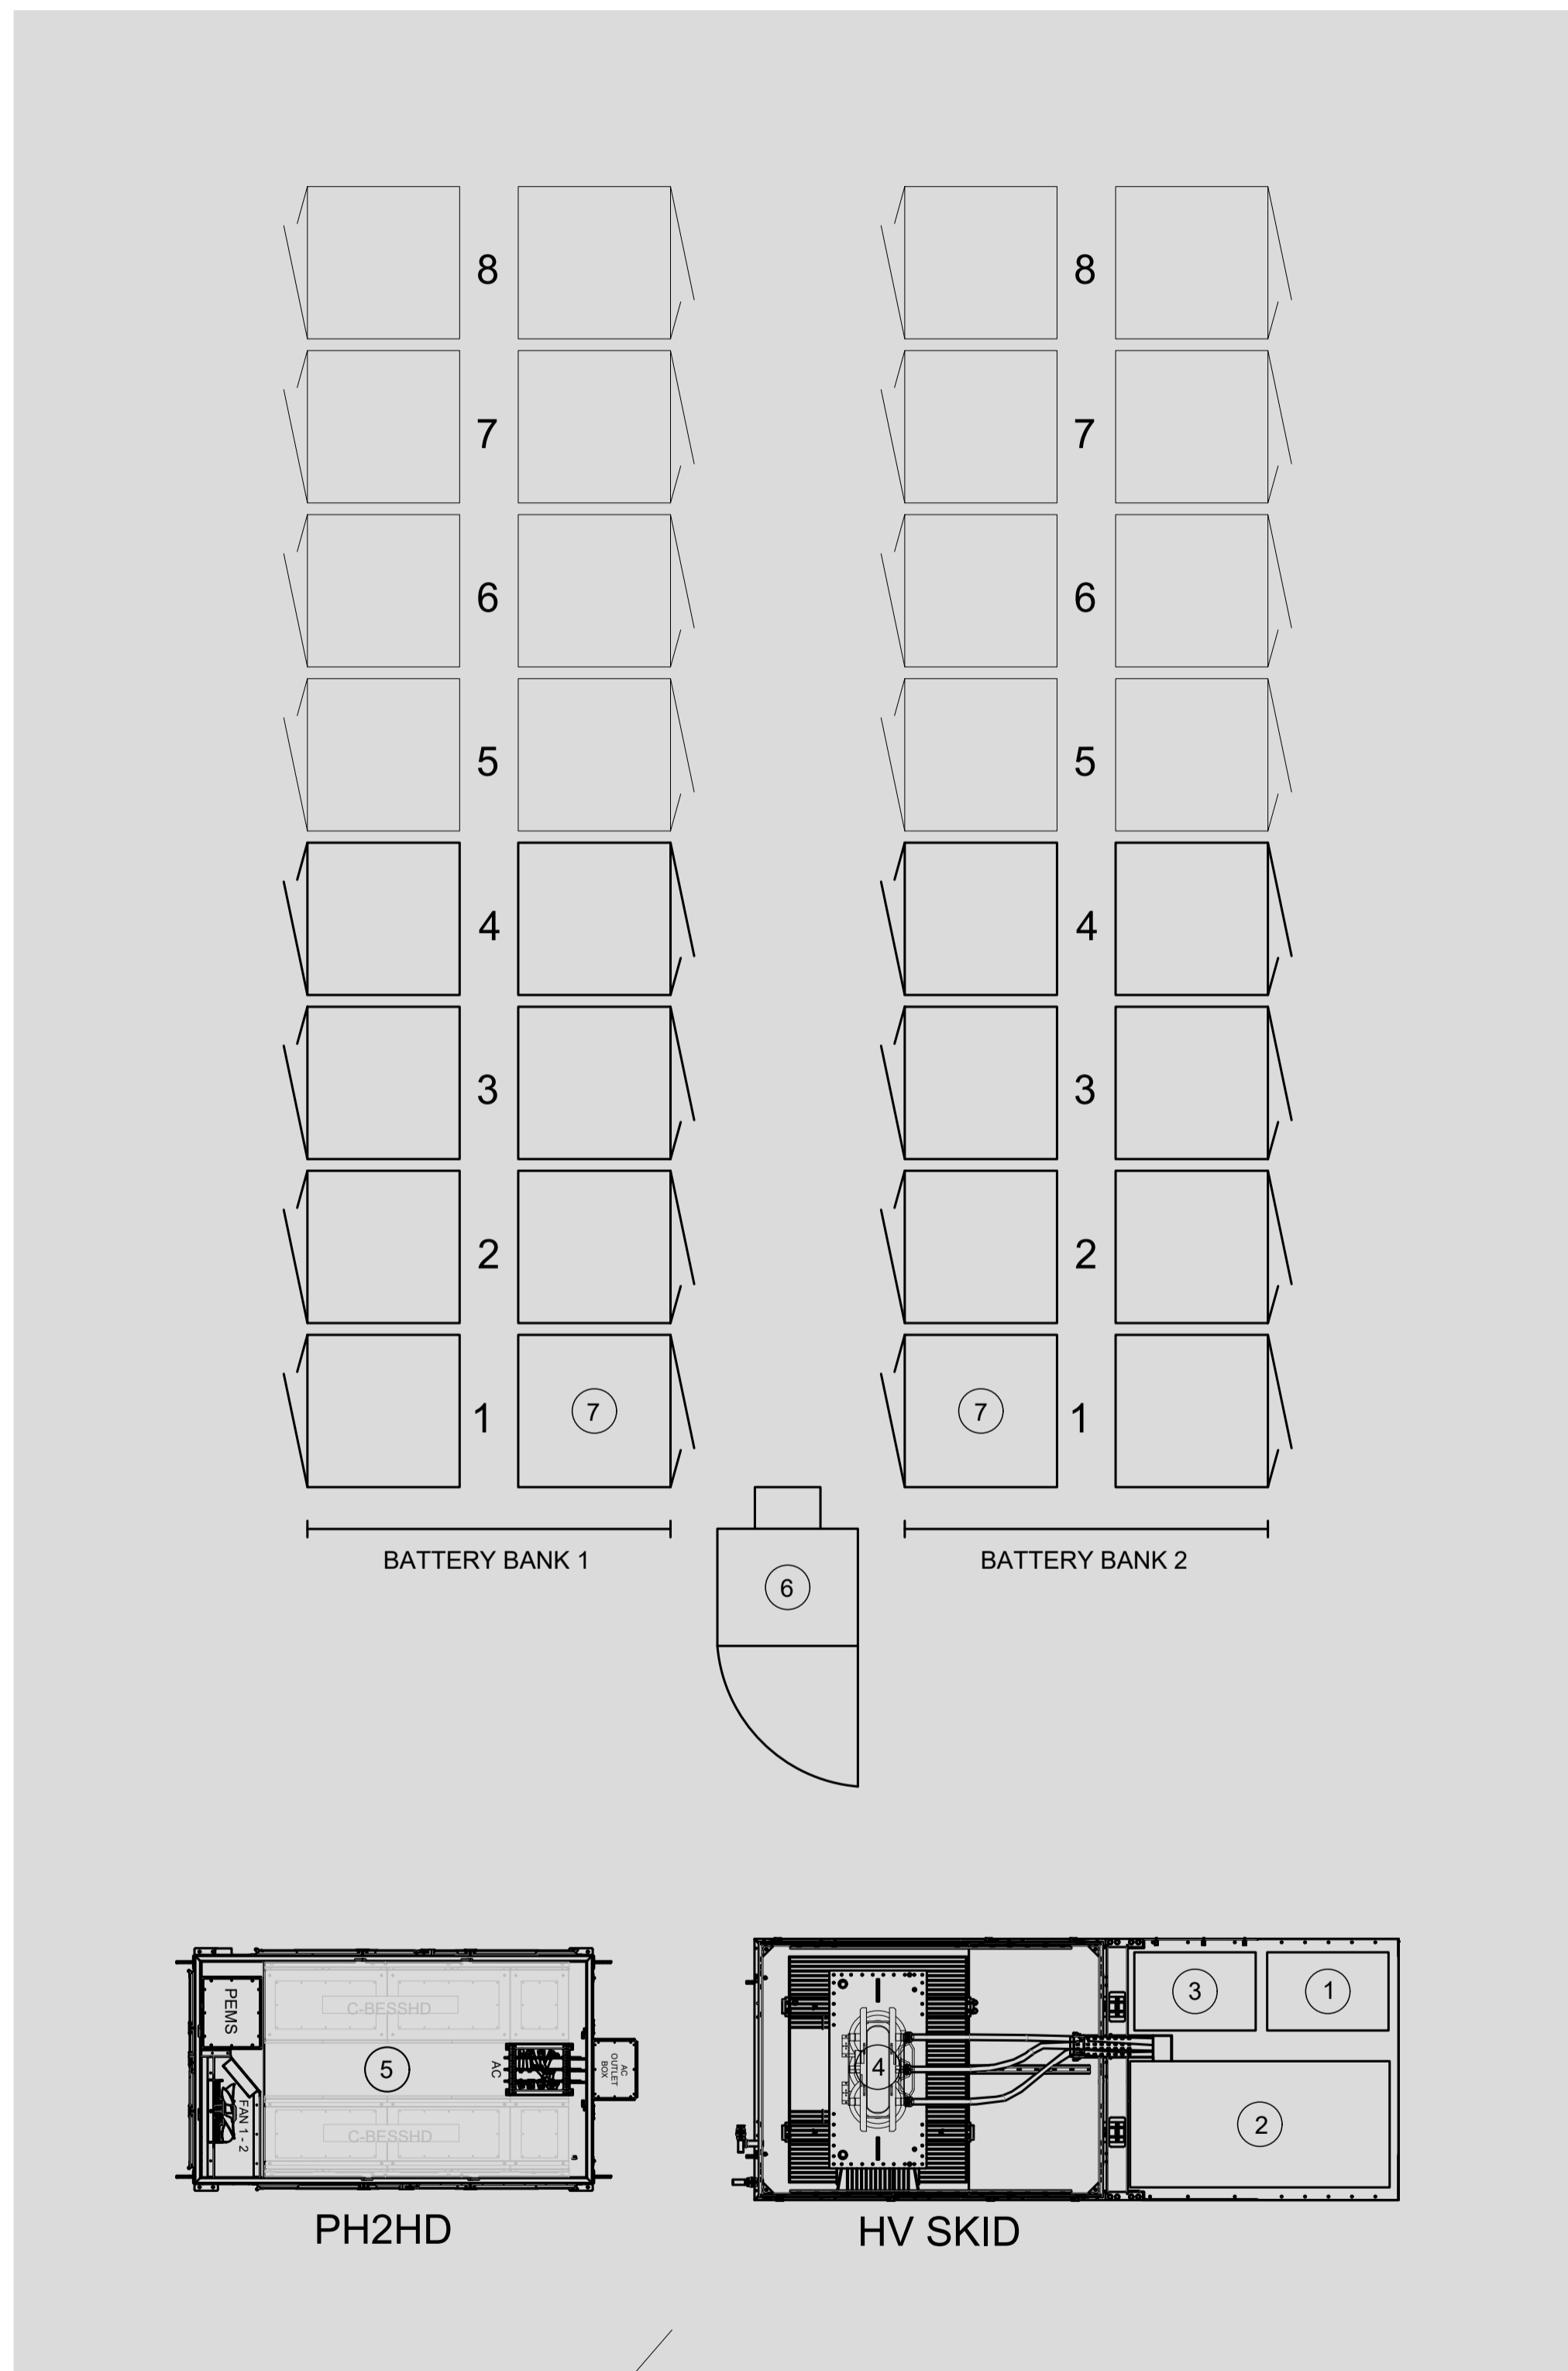 8 8
7 7
6 6
5 5
4 4
3 3
2 2
1 7 7 1
BATTERY BANK 1
6
BATTERY BANK 2
PEMS
FAN 1 - 2
C-BESSHD
5
C-BESSHD
AC
AC
OUTLET
BOX
PH2HD
4
3
1
2
HV SKID